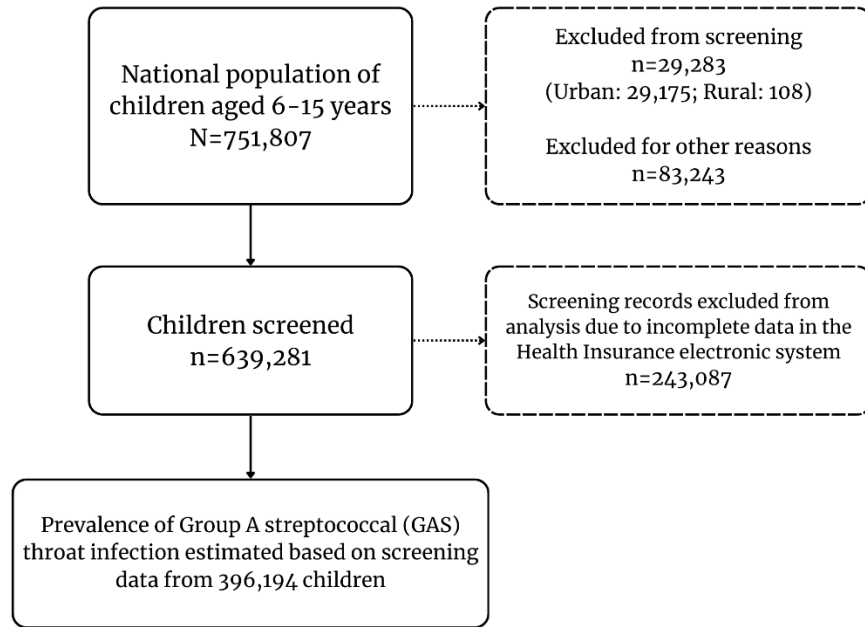 National population of
children aged 6-15 years
N=751,807
Excluded from screening
n=29,283
(Urban: 29,175; Rural: 108)
Excluded for other reasons
n=83,243
Children screened
n=639,281
Screening records excluded from
analysis due to incomplete data in the
Health Insurance electronic system
n=243,087
Prevalence of Group A streptococcal (GAS)
throat infection estimated based on screening
data from 396,194 children